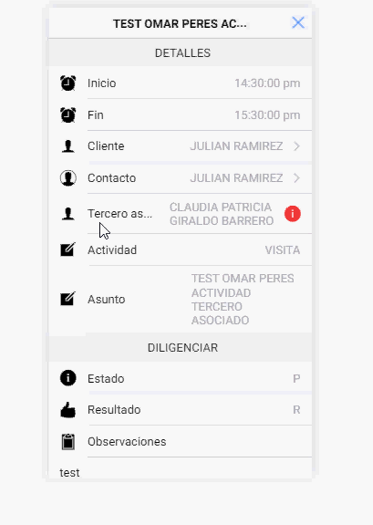 TEST OMAR PERES AC...
DETALLES
Inicio 14:30:00 pm
Fin 15:30:00 pm
Cliente JULIAN RAMIREZ
Contacto JULIAN RAMIREZ
Tercero as... CLAUDIA PATRICIA
GIRALDO BARRERO
Actividad VISITA
Asunto TEST OMAR PERES
ACTIVIDAD
TERCERO
ASOCIADO
DILIGENCIAR
Estado P
Resultado R
Observaciones
test